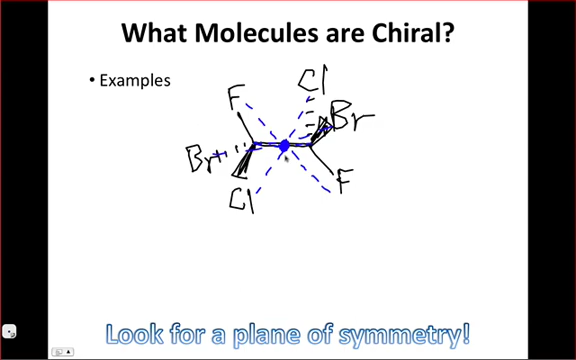 What Molecules are Chiral?
• Examples
Cl
F
Br
Br
F
Cl
Look for a plane of symmetry!